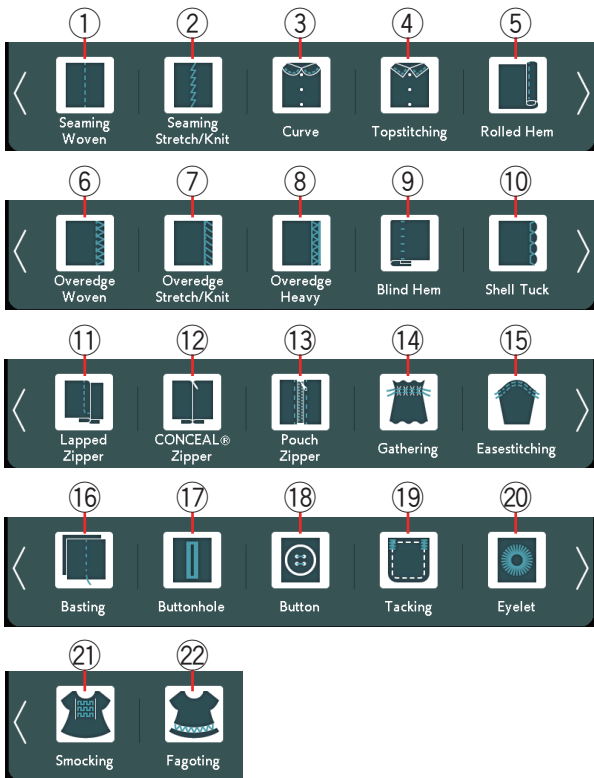 ① ② ③ ④ ⑤
Seaming Woven
Seaming Stretch/Knit
Curve
Topstitching
Rolled Hem
⑥ ⑦ ⑧ ⑨ ⑩
Overedge Woven
Overedge Stretch/Knit
Overedge Heavy
Blind Hem
Shell Tuck
⑪ ⑫ ⑬ ⑭ ⑮
Lapped Zipper
CONCEAL® Zipper
Pouch Zipper
Gathering
Easestitching
⑯ ⑰ ⑱ ⑲ ⑳
Basting
Buttonhole
Button
Tacking
Eyelet
㉑ ㉒
Smocking
Fagoting